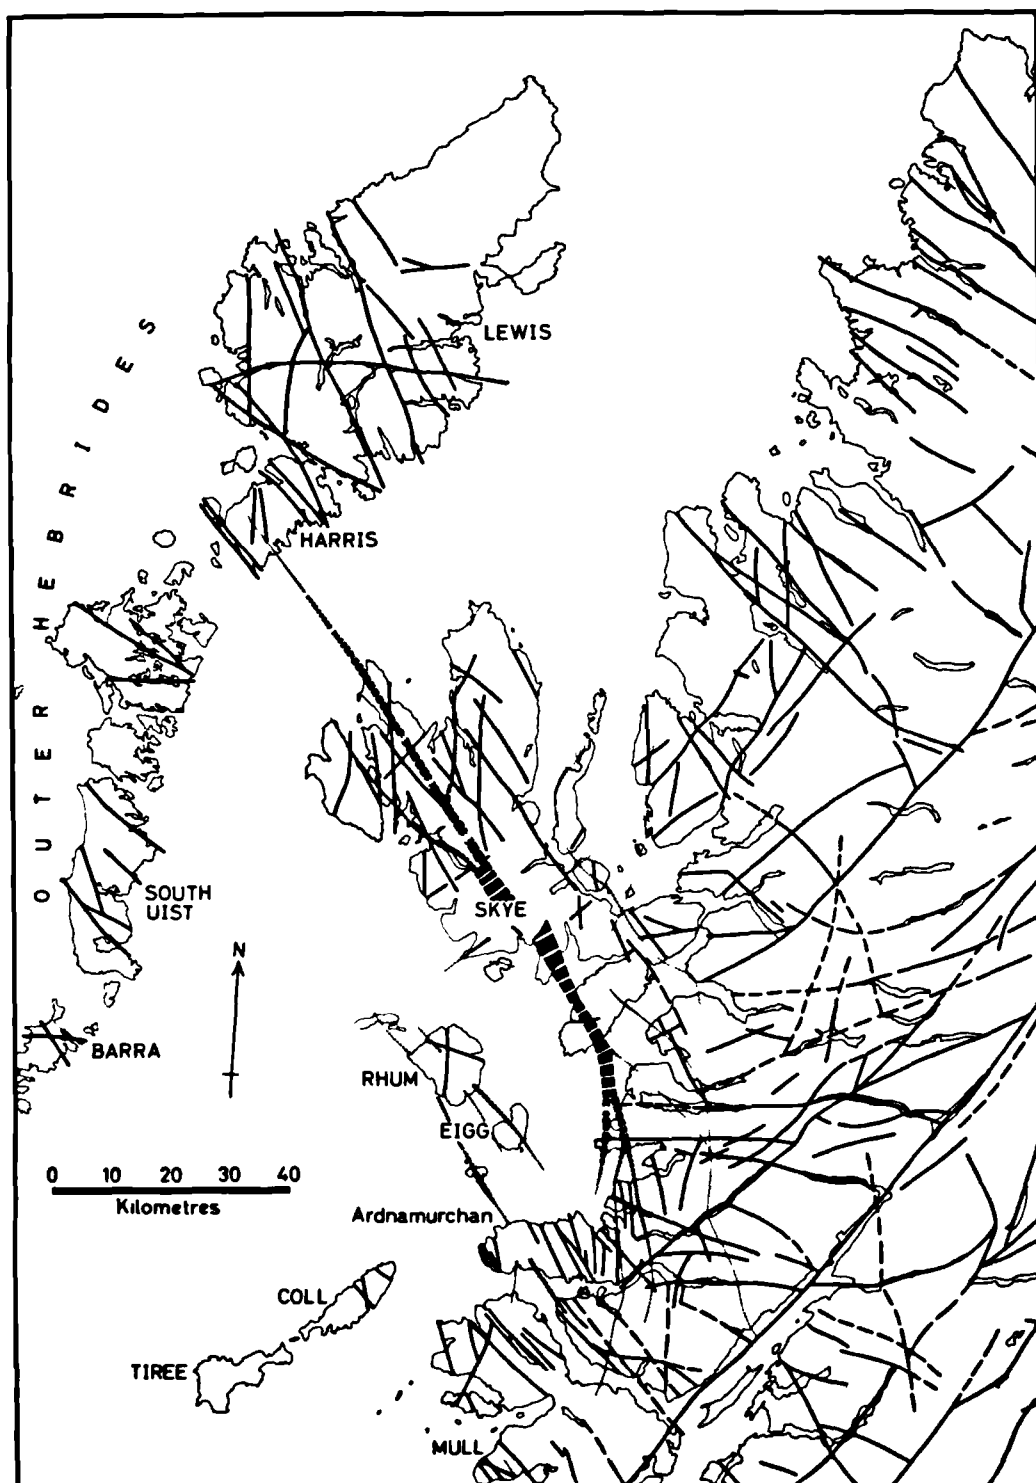 LEWIS
HARRIS
OUTER HEBRIDES
SOUTH
UIST
SKYE
N
BARRA
RHUM
EIGG
0 10 20 30 40
Kilometres
Ardnamurchan
COLL
TIREE
MULL